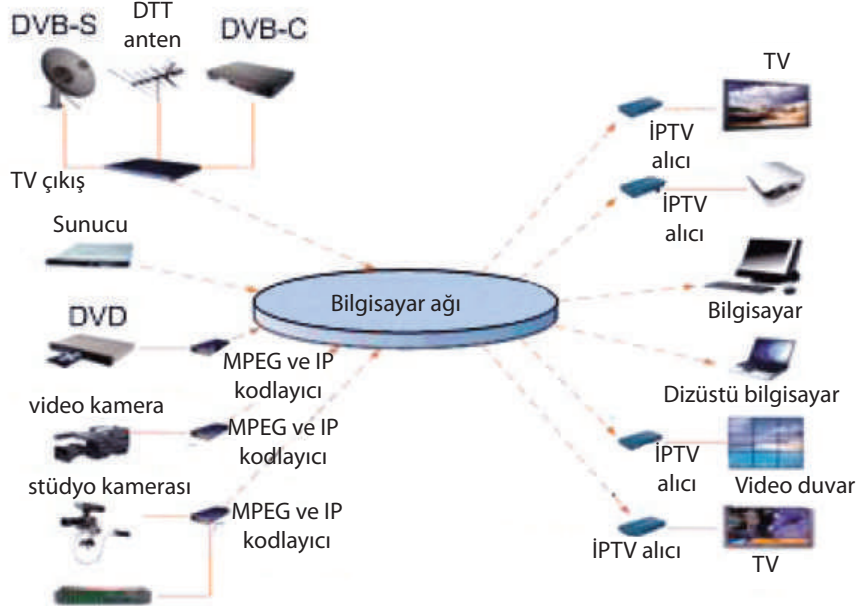 DVB-S
DTT
anten
DVB-C
TV çıkış
Sunucu
DVD
video kamera
stüdyo kamerası
MPEG ve IP
kodlayıcı
MPEG ve IP
kodlayıcı
MPEG ve IP
kodlayıcı
Bilgisayar ağı
TV
İPTV
alıcı
İPTV
alıcı
Bilgisayar
Dizüstü bilgisayar
İPTV
alıcı
Video duvar
İPTV alıcı
TV